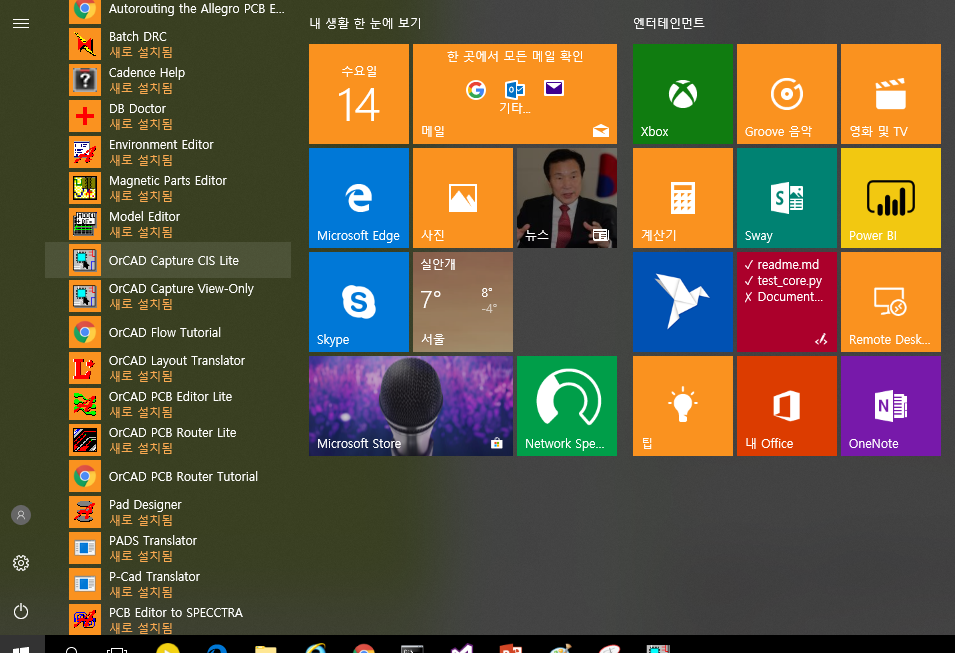 Autorouting the Allegro PCB E...
Batch DRC
새로 설치됨
Cadence Help
새로 설치됨
DB Doctor
새로 설치됨
Environment Editor
새로 설치됨
Magnetic Parts Editor
새로 설치됨
Model Editor
새로 설치됨
OrCAD Capture CIS Lite
OrCAD Capture View-Only
새로 설치됨
OrCAD Flow Tutorial
OrCAD Layout Translator
새로 설치됨
OrCAD PCB Editor Lite
새로 설치됨
OrCAD PCB Router Lite
새로 설치됨
OrCAD PCB Router Tutorial
Pad Designer
새로 설치됨
PADS Translator
새로 설치됨
P-Cad Translator
새로 설치됨
PCB Editor to SPECCTRA
새로 설치됨
내 생활 한 눈에 보기
수요일
14
한 곳에서 모든 메일 확인
기타...
메일
Microsoft Edge
사진
뉴스
Skype
실안개
7°
8°
-4°
서울
Microsoft Store
Network Spe...
엔터테인먼트
Xbox
Groove 음악
영화 및 TV
계산기
Sway
Power BI
✓ readme.md
✓ test_core.py
✗ Document...
Remote Desk...
팁
내 Office
OneNote